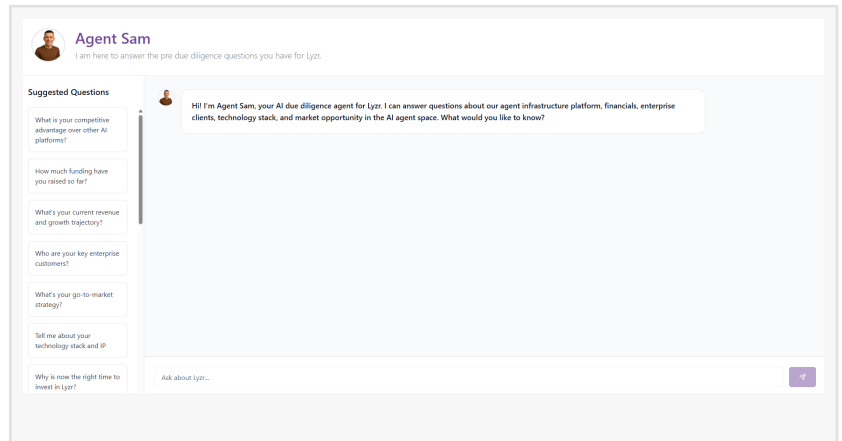 Agent Sam
I am here to answer the pre due diligence questions you have for Lyzr.
Suggested Questions
What is your competitive
advantage over other AI
platforms?
How much funding have
you raised so far?
What's your current revenue
and growth trajectory?
Who are your key enterprise
customers?
What's your go-to-market
strategy?
Tell me about your
technology stack and IP
Why is now the right time to
invest in Lyzr?
Hi! I'm Agent Sam, your AI due diligence agent for Lyzr. I can answer questions about our agent infrastructure platform, financials, enterprise
clients, technology stack, and market opportunity in the AI agent space. What would you like to know?
Ask about Lyzr...